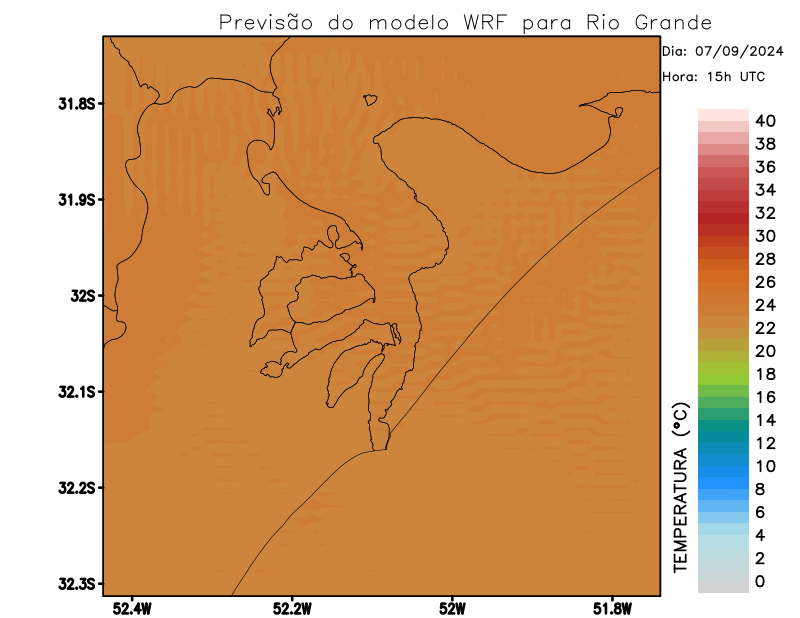 Previsão do modelo WRF para Rio Grande
Dia: 07/09/2024
Hora: 15h UTC
31.8S
31.9S
32S
32.1S
32.2S
32.3S
52.4W
52.2W
52W
51.8W
TEMPERATURA (°C)
40
38
36
34
32
30
28
26
24
22
20
18
16
14
12
10
8
6
4
2
0